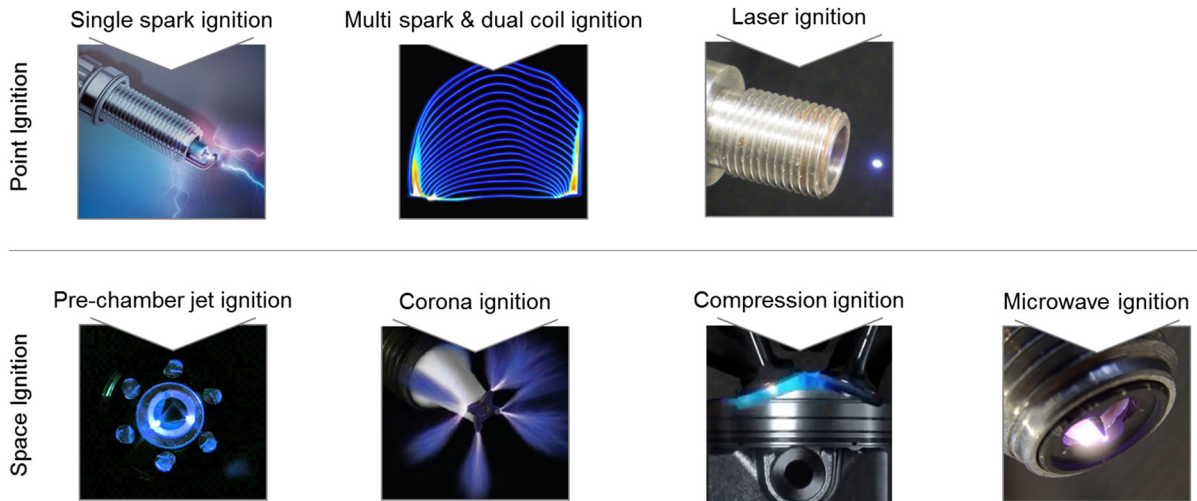 Single spark ignition
Multi spark & dual coil ignition
Laser ignition
Point Ignition
Pre-chamber jet ignition
Corona ignition
Compression ignition
Microwave ignition
Space Ignition